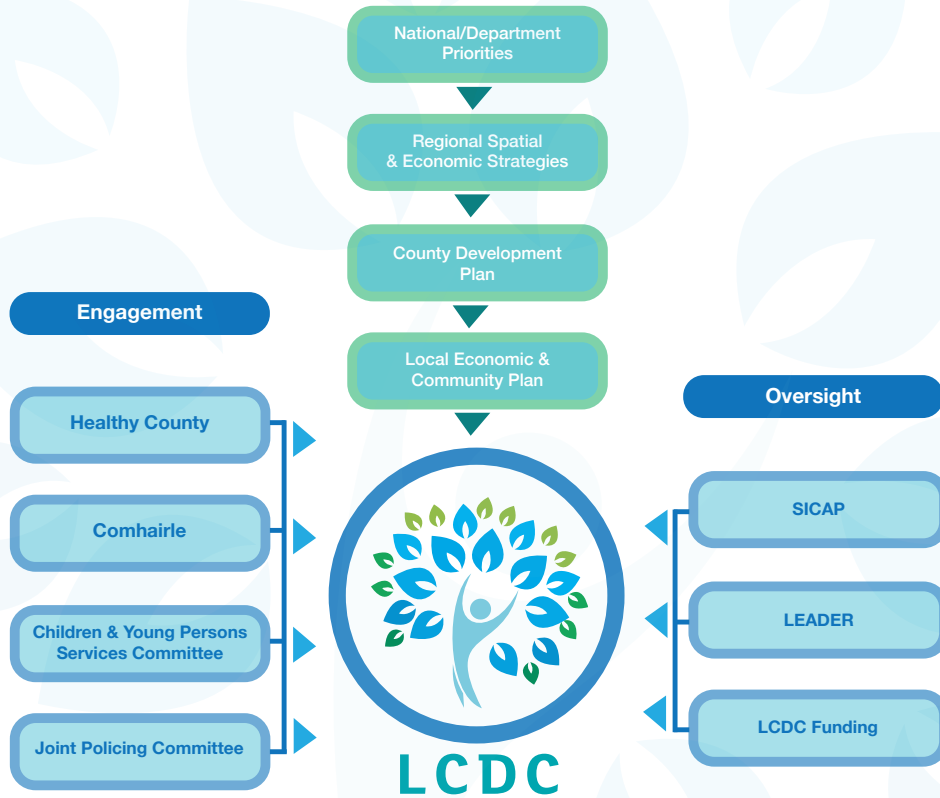 National/Department
Priorities
Regional Spatial
& Economic Strategies
County Development
Plan
Local Economic &
Community Plan
Engagement
Healthy County
Comhairle
Children & Young Persons
Services Committee
Joint Policing Committee
Oversight
SICAP
LEADER
LCDC Funding
LCDC